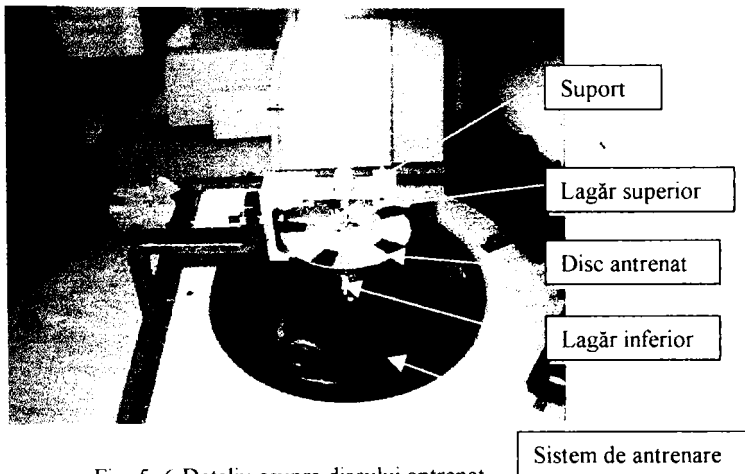 Suport
Lagăr superior
Disc antrenat
Lagăr inferior
Sistem de antrenare
Fig. 5. 6 Detaliu asupra discului antrenat